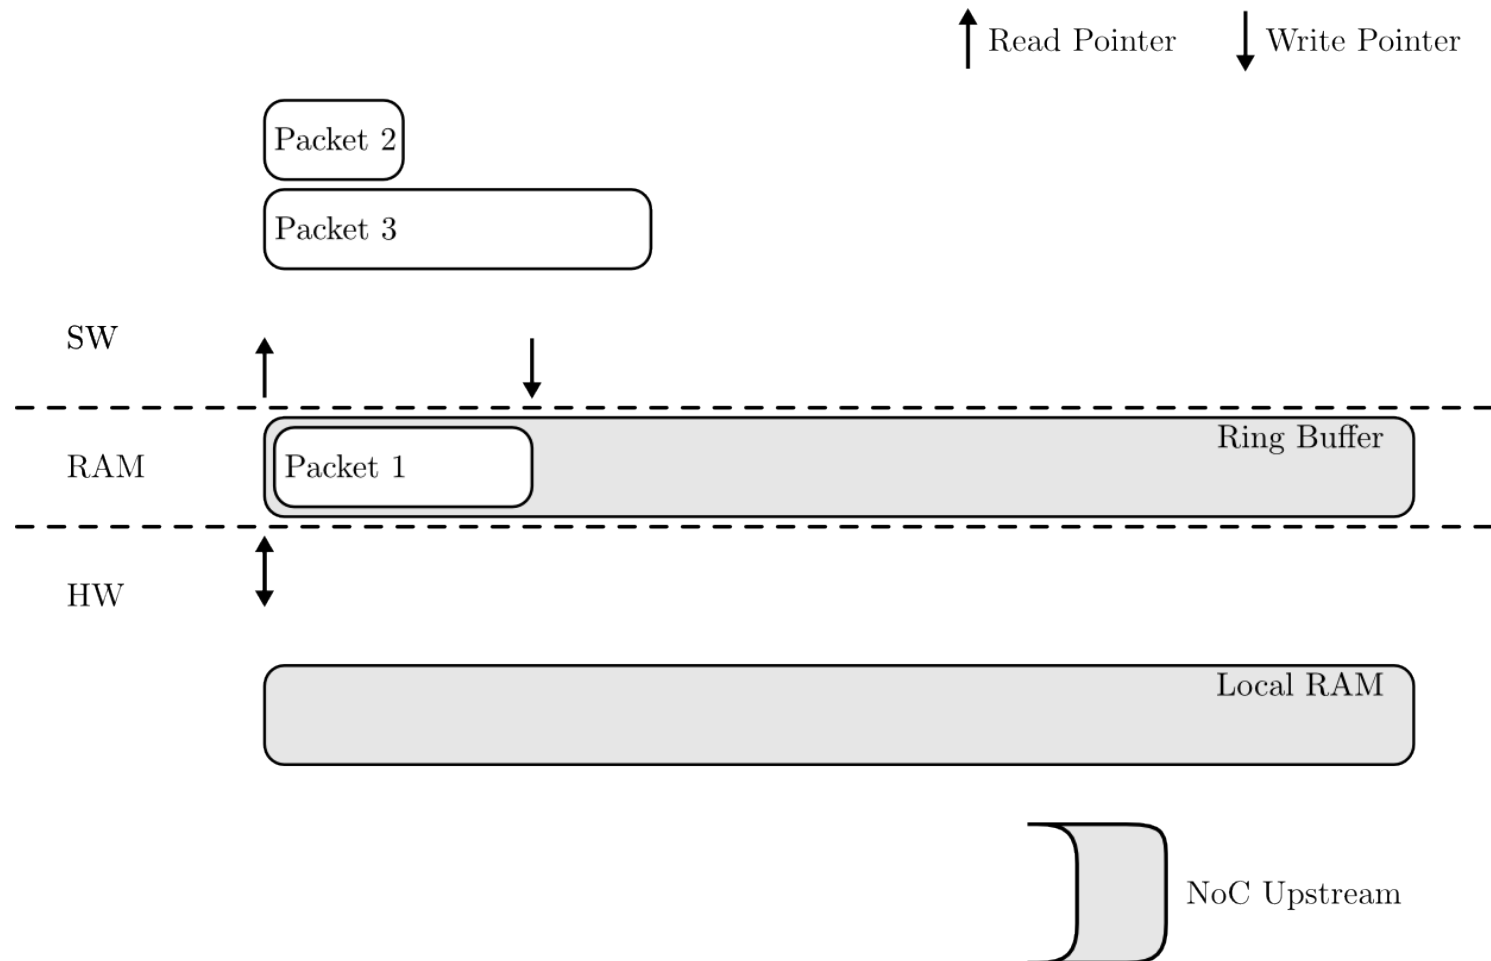 Read Pointer
Write Pointer
Packet 2
Packet 3
SW
Ring Buffer
RAM
Packet 1
HW
Local RAM
NoC Upstream